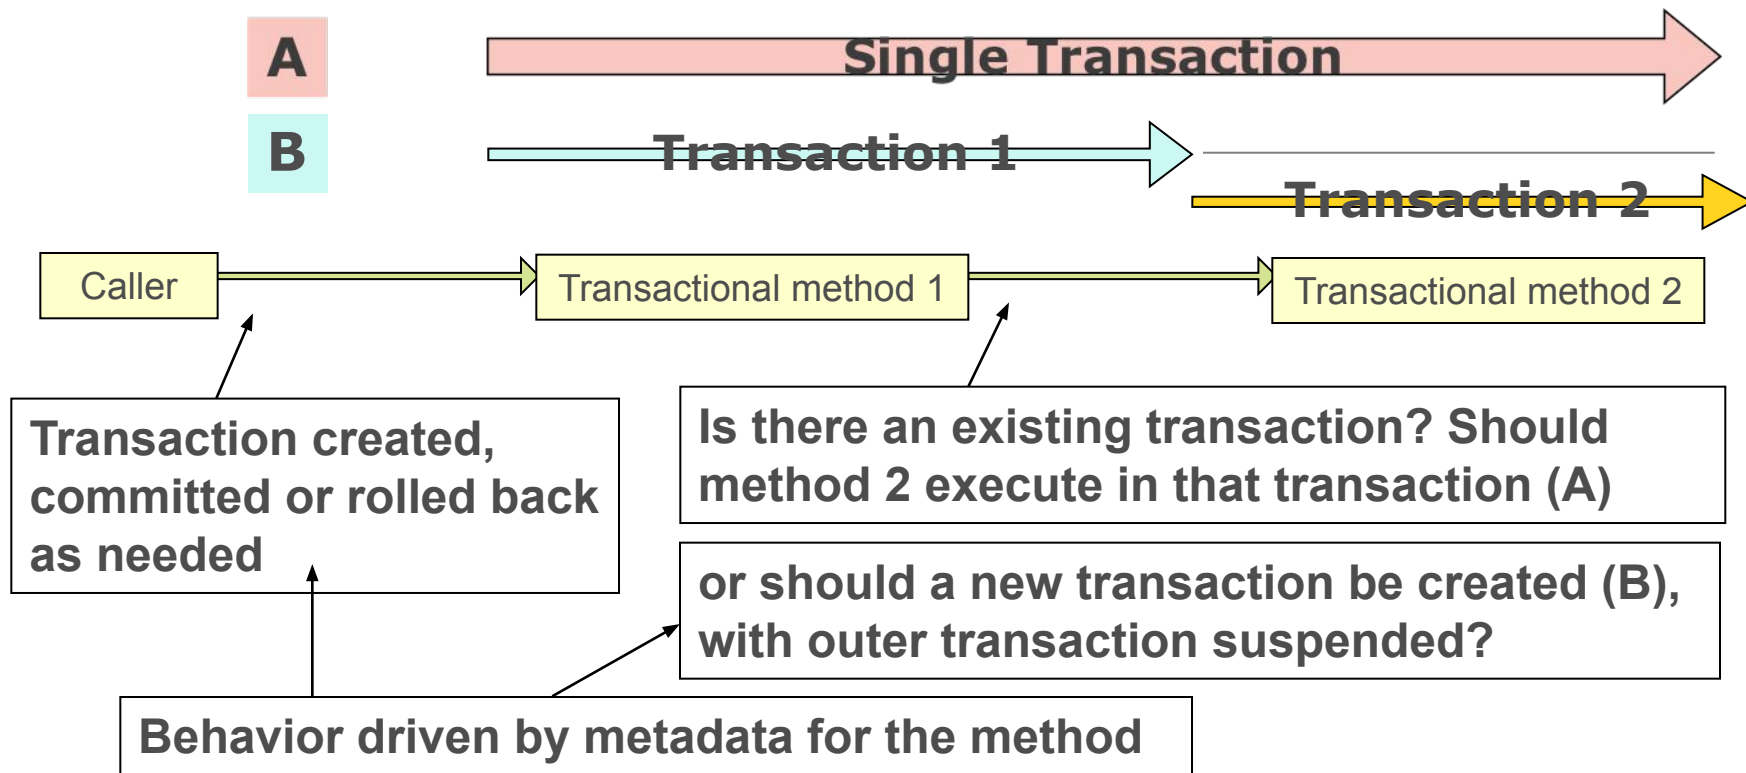 A
Single Transaction
B
Transaction 1
Transaction 2
Caller
Transactional method 1
Transactional method 2
Transaction created,
committed or rolled back
as needed
Is there an existing transaction? Should
method 2 execute in that transaction (A)
or should a new transaction be created (B),
with outer transaction suspended?
Behavior driven by metadata for the method